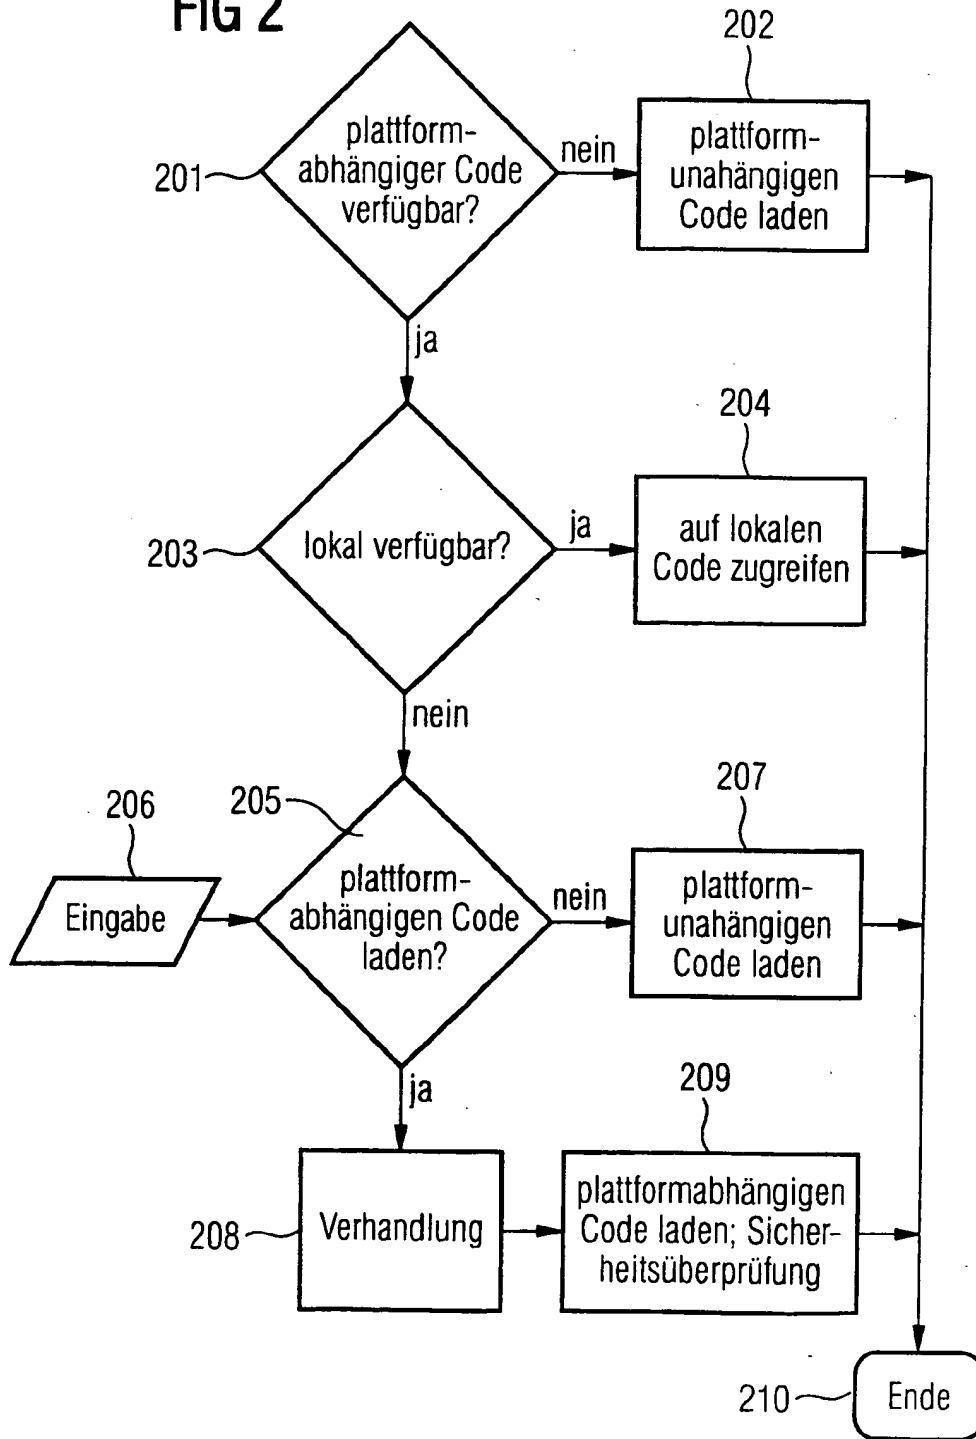 FIG 2
202
plattform-
abhängiger Code
verfügbar?
201
nein
plattform-
unahängigen
Code laden
ja
204
203
lokal verfügbar?
ja
auf lokalen
Code zugreifen
nein
207
206
205
Eingabe
plattform-
abhängigen Code
laden?
nein
plattform-
unahängigen
Code laden
ja
209
208
Verhandlung
plattformabhängigen
Code laden; Sicher-
heitsüberprüfung
210
Ende